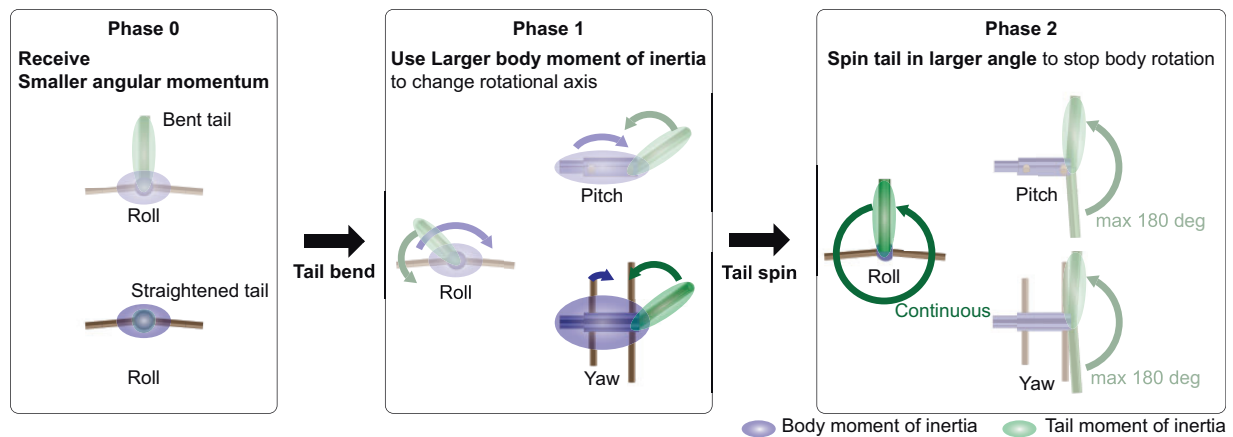 Phase 0
Receive
Smaller angular momentum
Bent tail
Roll
Straightened tail
Roll
Tail bend
Phase 1
Use Larger body moment of inertia
to change rotational axis
Pitch
Roll
Yaw
Tail spin
Phase 2
Spin tail in larger angle to stop body rotation
Pitch
max 180 deg
Roll
Continuous
Yaw
max 180 deg
Body moment of inertia
Tail moment of inertia